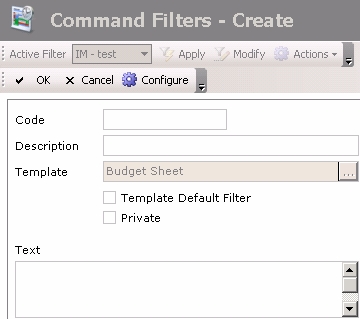 Command Filters - Create
Active Filter IM - test Apply Modify Actions
OK Cancel Configure
Code
Description
Template Budget Sheet ...
Template Default Filter
Private
Text